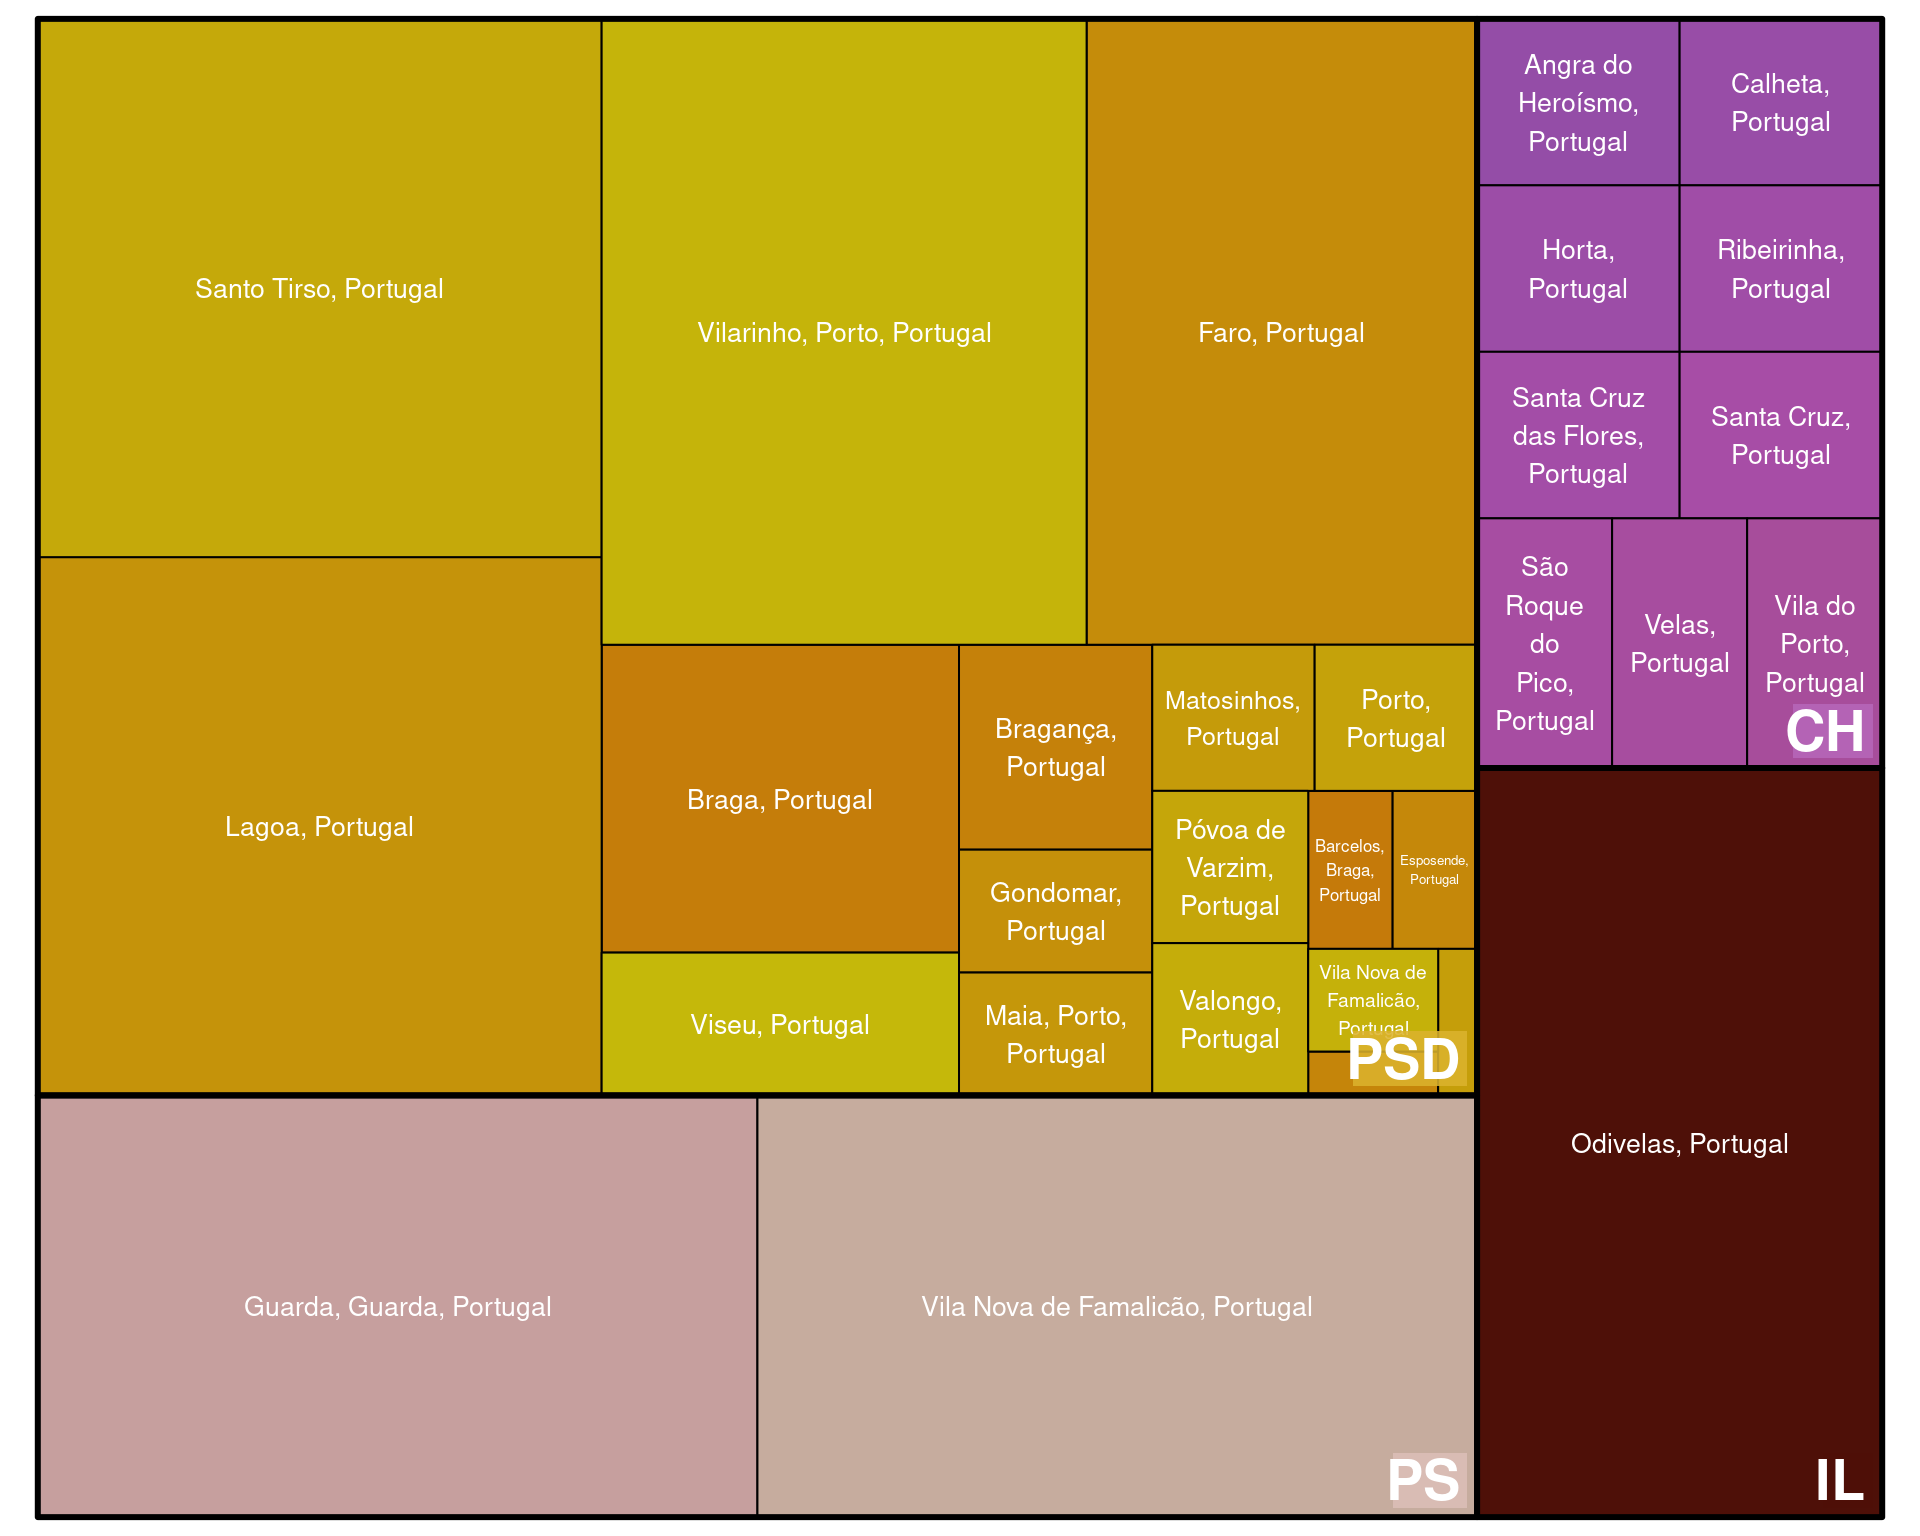 Santo Tirso, Portugal
Vilarinho, Porto, Portugal
Faro, Portugal
Lagoa, Portugal
Braga, Portugal
Viseu, Portugal
Bragança,
Portugal
Gondomar,
Portugal
Maia, Porto,
Portugal
Matosinhos,
Portugal
Porto,
Portugal
Póvoa de
Varzim,
Portugal
Valongo,
Portugal
Barcelos,
Braga,
Portugal
Esposende,
Portugal
Vila Nova de
Famalicão,
Portugal
PSD
Angra do
Heroísmo,
Portugal
Calheta,
Portugal
Horta,
Portugal
Ribeirinha,
Portugal
Santa Cruz
das Flores,
Portugal
Santa Cruz,
Portugal
São
Roque
do
Pico,
Portugal
Velas,
Portugal
Vila do
Porto,
Portugal
CH
Guarda, Guarda, Portugal
Vila Nova de Famalicão, Portugal
PS
Odivelas, Portugal
IL